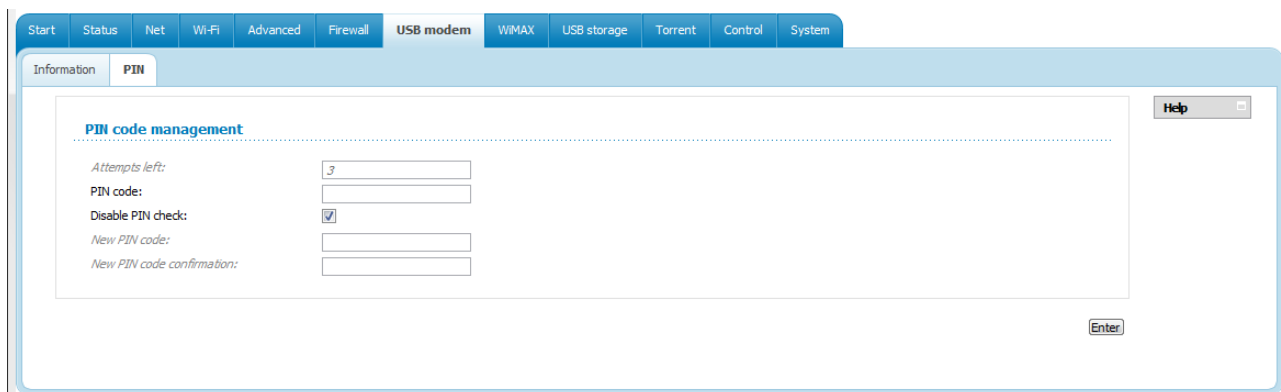 Start Status Net Wi-Fi Advanced Firewall USB modem WiMAX USB storage Torrent Control System
Information PIN
Help
PIN code management
Attempts left: 3
PIN code:
Disable PIN check:
New PIN code:
New PIN code confirmation:
Enter